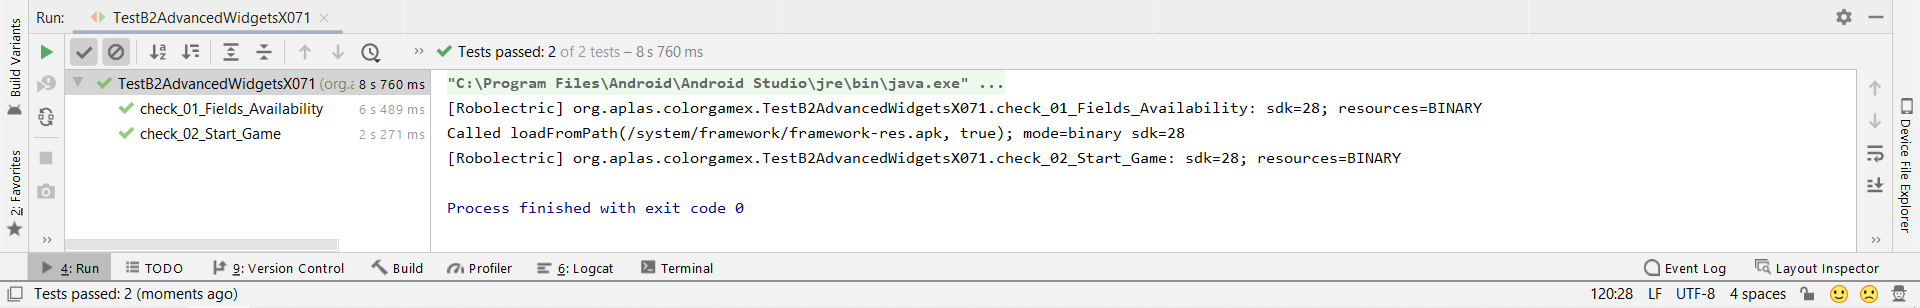 Run: TestB2AdvancedWidgetsX071
Tests passed: 2 of 2 tests – 8 s 760 ms
TestB2AdvancedWidgetsX071 (org.a 8 s 760 ms
check_01_Fields_Availability 6 s 489 ms
check_02_Start_Game 2 s 271 ms
"C:\Program Files\Android\Android Studio\jre\bin\java.exe" ...
[Robolectric] org.aplas.colorgamex.TestB2AdvancedWidgetsX071.check_01_Fields_Availability: sdk=28; resources=BINARY
Called loadFromPath(/system/framework/framework-res.apk, true); mode=binary sdk=28
[Robolectric] org.aplas.colorgamex.TestB2AdvancedWidgetsX071.check_02_Start_Game: sdk=28; resources=BINARY
Process finished with exit code 0
Build Variants
2: Favorites
Device File Explorer
4: Run TODO 9: Version Control Build Profiler 6: Logcat Terminal Event Log Layout Inspector
Tests passed: 2 (moments ago) 120:28 LF UTF-8 4 spaces